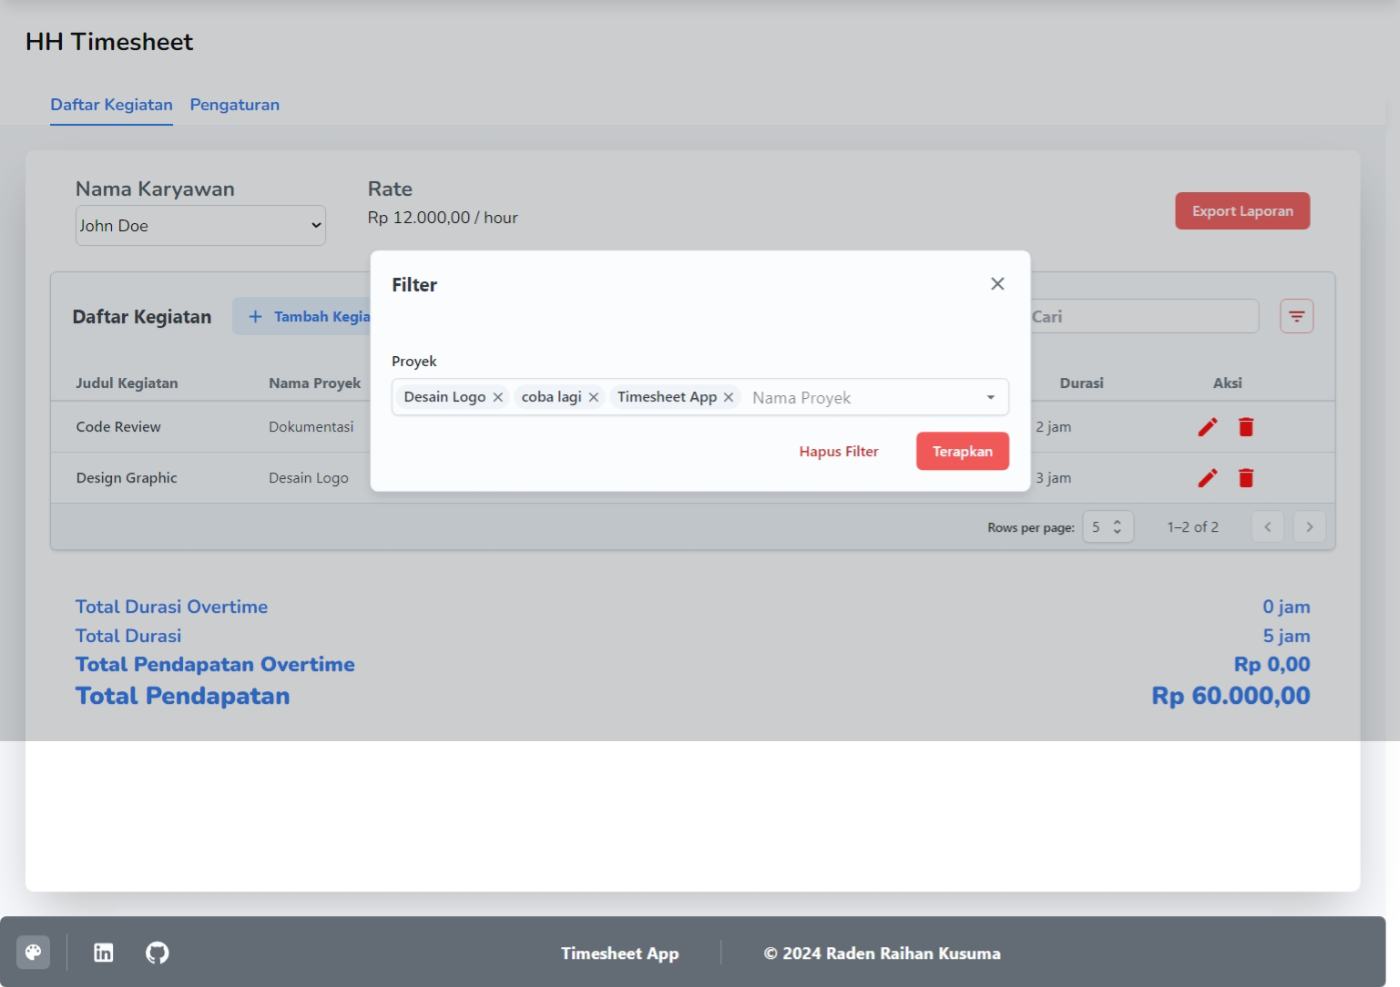 HH Timesheet
Daftar Kegiatan Pengaturan
Nama Karyawan Rate
John Doe Rp 12.000,00 / hour
Export Laporan
Filter
Daftar Kegiatan + Tambah Kegia Cari
Proyek
Judul Kegiatan Nama Proyek Durasi Aksi
Desain Logo coba lagi Timesheet App Nama Proyek
Code Review Dokumentasi 2 jam
Hapus Filter Terapkan
Design Graphic Desain Logo 3 jam
Rows per page: 5 1–2 of 2
Total Durasi Overtime 0 jam
Total Durasi 5 jam
Total Pendapatan Overtime Rp 0,00
Total Pendapatan Rp 60.000,00
Timesheet App © 2024 Raden Raihan Kusuma